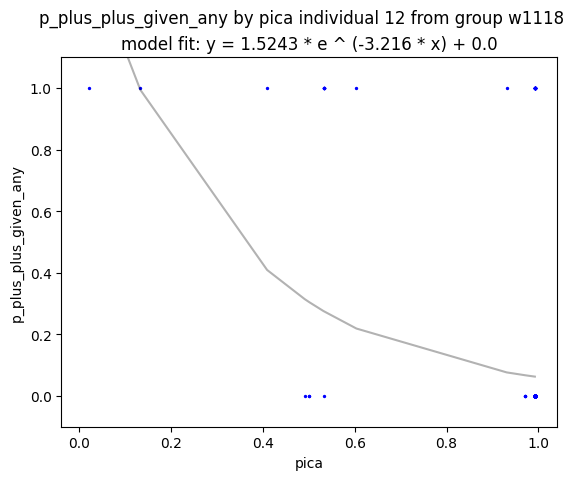 p_plus_plus_given_any by pica individual 12 from group w1118
model fit: y = 1.5243 * e ^ (-3.216 * x) + 0.0
p_plus_plus_given_any
1.0
0.8
0.6
0.4
0.2
0.0
0.0 0.2 0.4 0.6 0.8 1.0
pica